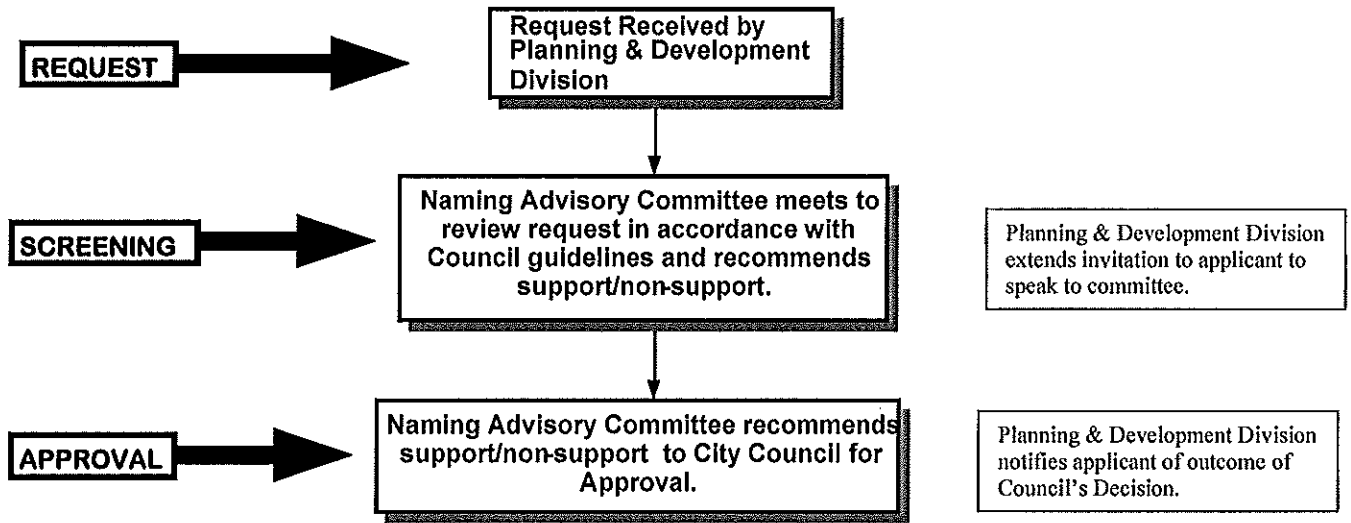 REQUEST
Request Received by
Planning & Development
Division
SCREENING
Naming Advisory Committee meets to
review request in accordance with
Council guidelines and recommends
support/non-support.
Planning & Development Division
extends invitation to applicant to
speak to committee.
APPROVAL
Naming Advisory Committee recommends
support/non-support to City Council for
Approval.
Planning & Development Division
notifies applicant of outcome of
Council's Decision.